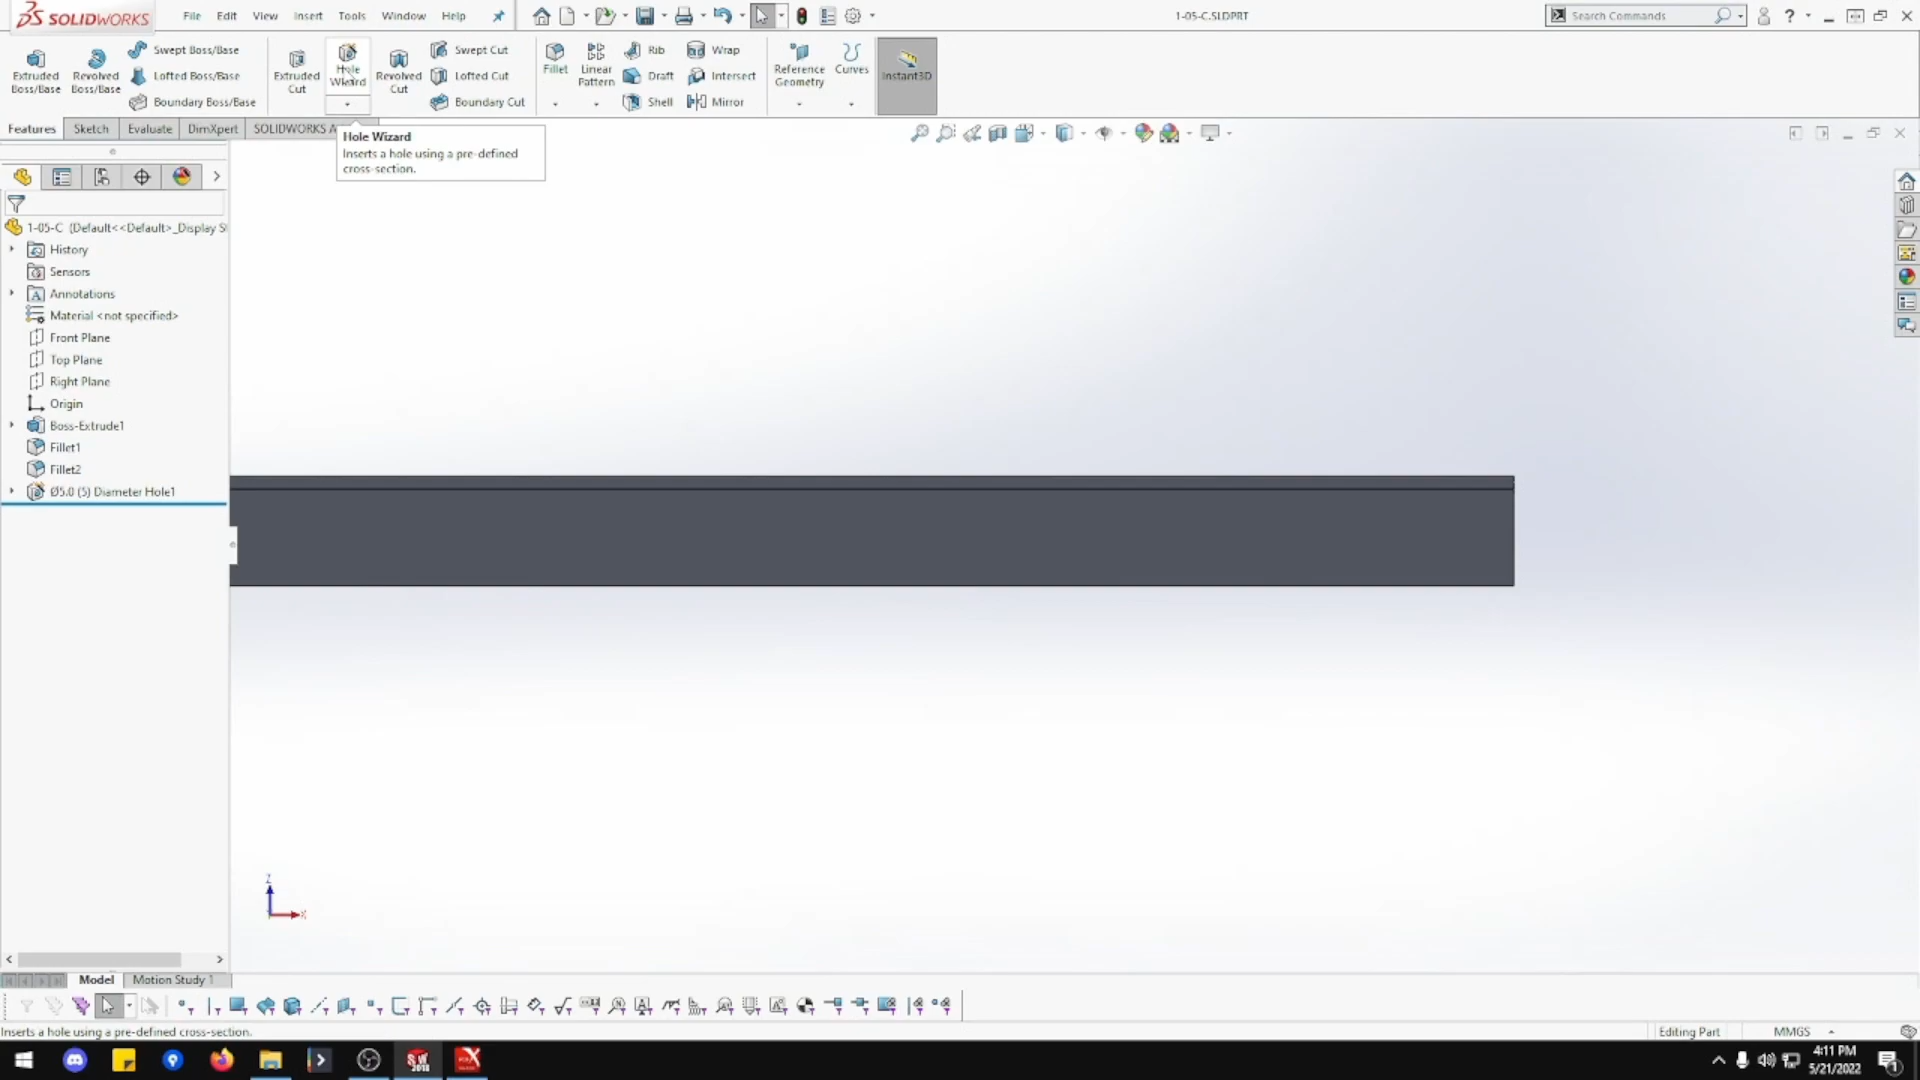 SOLIDWORKS
File Edit View Insert Tools Window Help
1-05-C.SLDPRT
Search Commands
Extruded Boss/Base
Revolved Boss/Base
Swept Boss/Base
Lofted Boss/Base
Boundary Boss/Base
Extruded Cut
Hole Wizard
Revolved Cut
Swept Cut
Lofted Cut
Boundary Cut
Fillet
Linear Pattern
Rib
Draft
Shell
Wrap
Intersect
Mirror
Reference Geometry
Curves
Instant3D
Features Sketch Evaluate DimXpert SOLIDWORKS A
Hole Wizard
Inserts a hole using a pre-defined
cross-section.
1-05-C (Default<<Default>_Display S
History
Sensors
Annotations
Material <not specified>
Front Plane
Top Plane
Right Plane
Origin
Boss-Extrude1
Fillet1
Fillet2
Ø5.0 (5) Diameter Hole1
Z
X
Model Motion Study 1
Inserts a hole using a pre-defined cross-section.
Editing Part MMGS
4:11 PM
5/21/2022